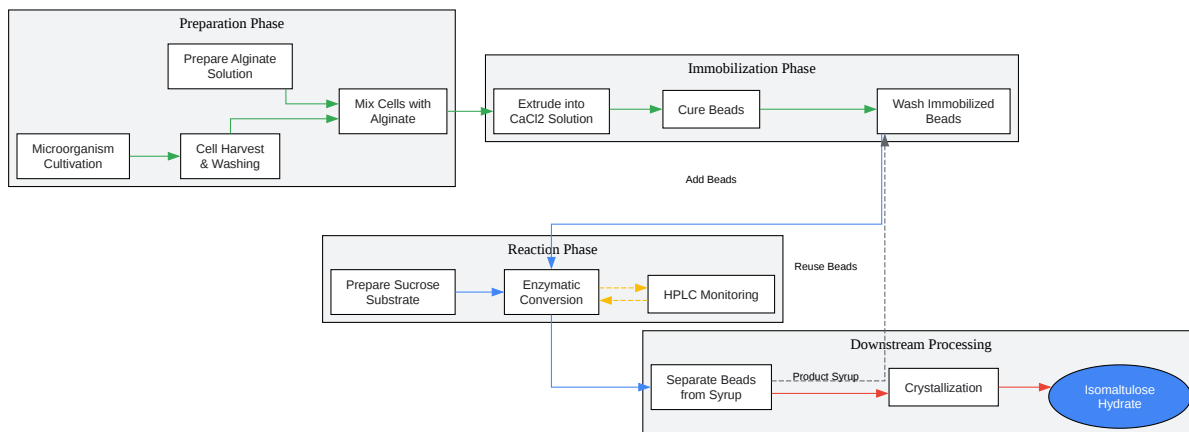 Preparation Phase
Prepare Alginate
Solution
Mix Cells with
Alginate
Microorganism
Cultivation
Cell Harvest
& Washing
Immobilization Phase
Extrude into
CaCl2 Solution
Cure Beads
Wash Immobilized
Beads
Add Beads
Reaction Phase
Prepare Sucrose
Substrate
Enzymatic
Conversion
HPLC Monitoring
Reuse Beads
Downstream Processing
Separate Beads
from Syrup
Product Syrup
Crystallization
Isomaltulose
Hydrate